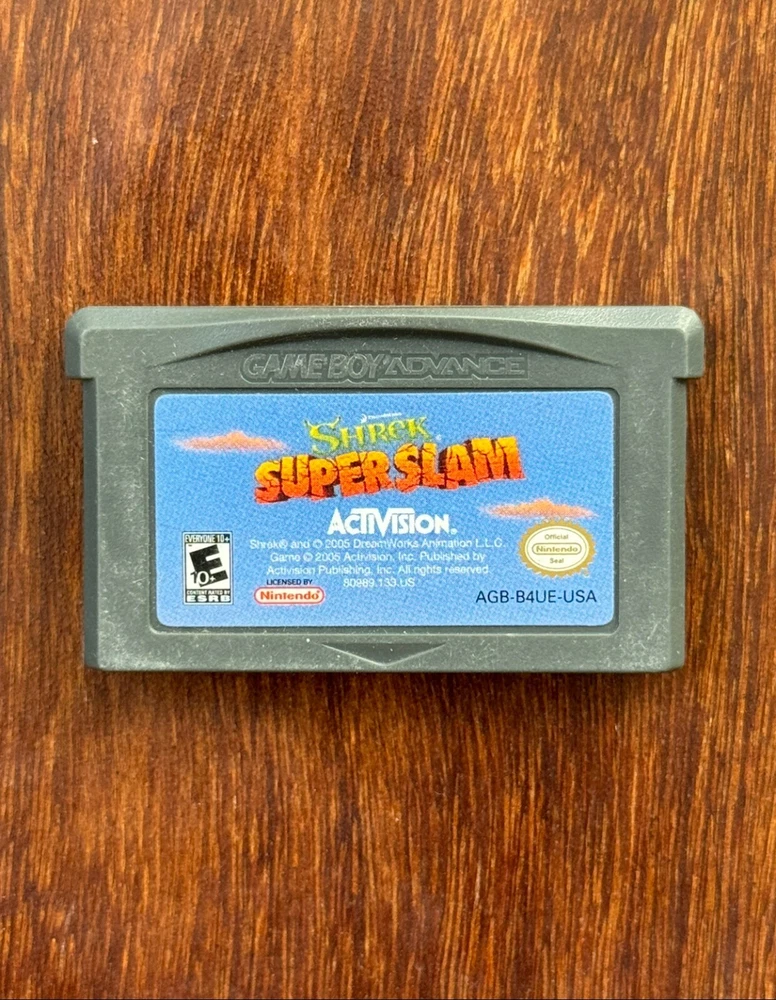 GAME BOY ADVANCE
SHREK
SUPER SLAM
ACTIVISION.
Shrek® and © 2005 DreamWorks Animation L.L.C.
Game © 2005 Activision, Inc. Published by
Activision Publishing, Inc. All rights reserved.
80989.133.US
EVERYONE 10+
E
10+
CONTENT RATED BY
ESRB
LICENSED BY
Nintendo
Official
Nintendo
Seal
AGB-B4UE-USA